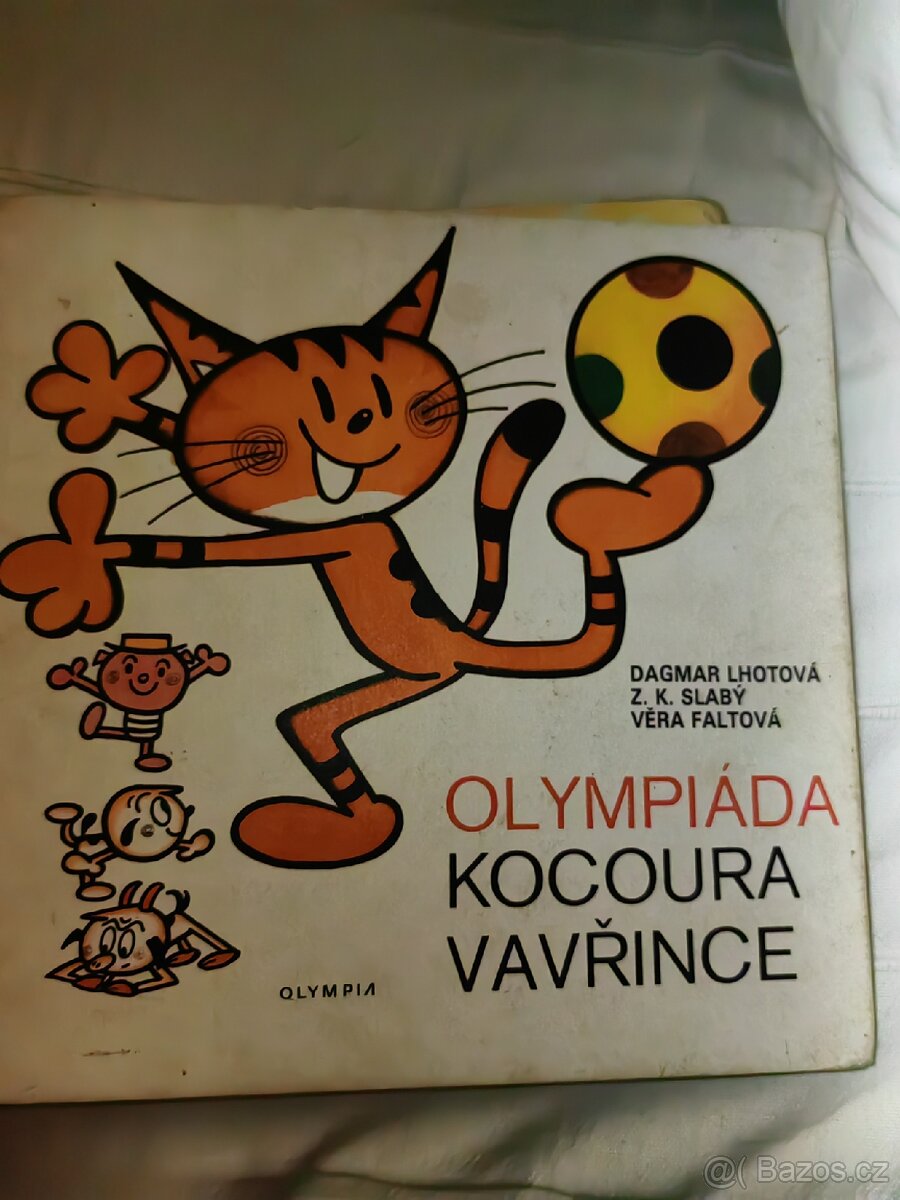 DAGMAR LHOTOVÁ
Z. K. SLABÝ
VĚRA FALTOVÁ
OLYMPIÁDA
KOCOURA
VAVŘINCE
OLYMPIA
@( Bazos.cz